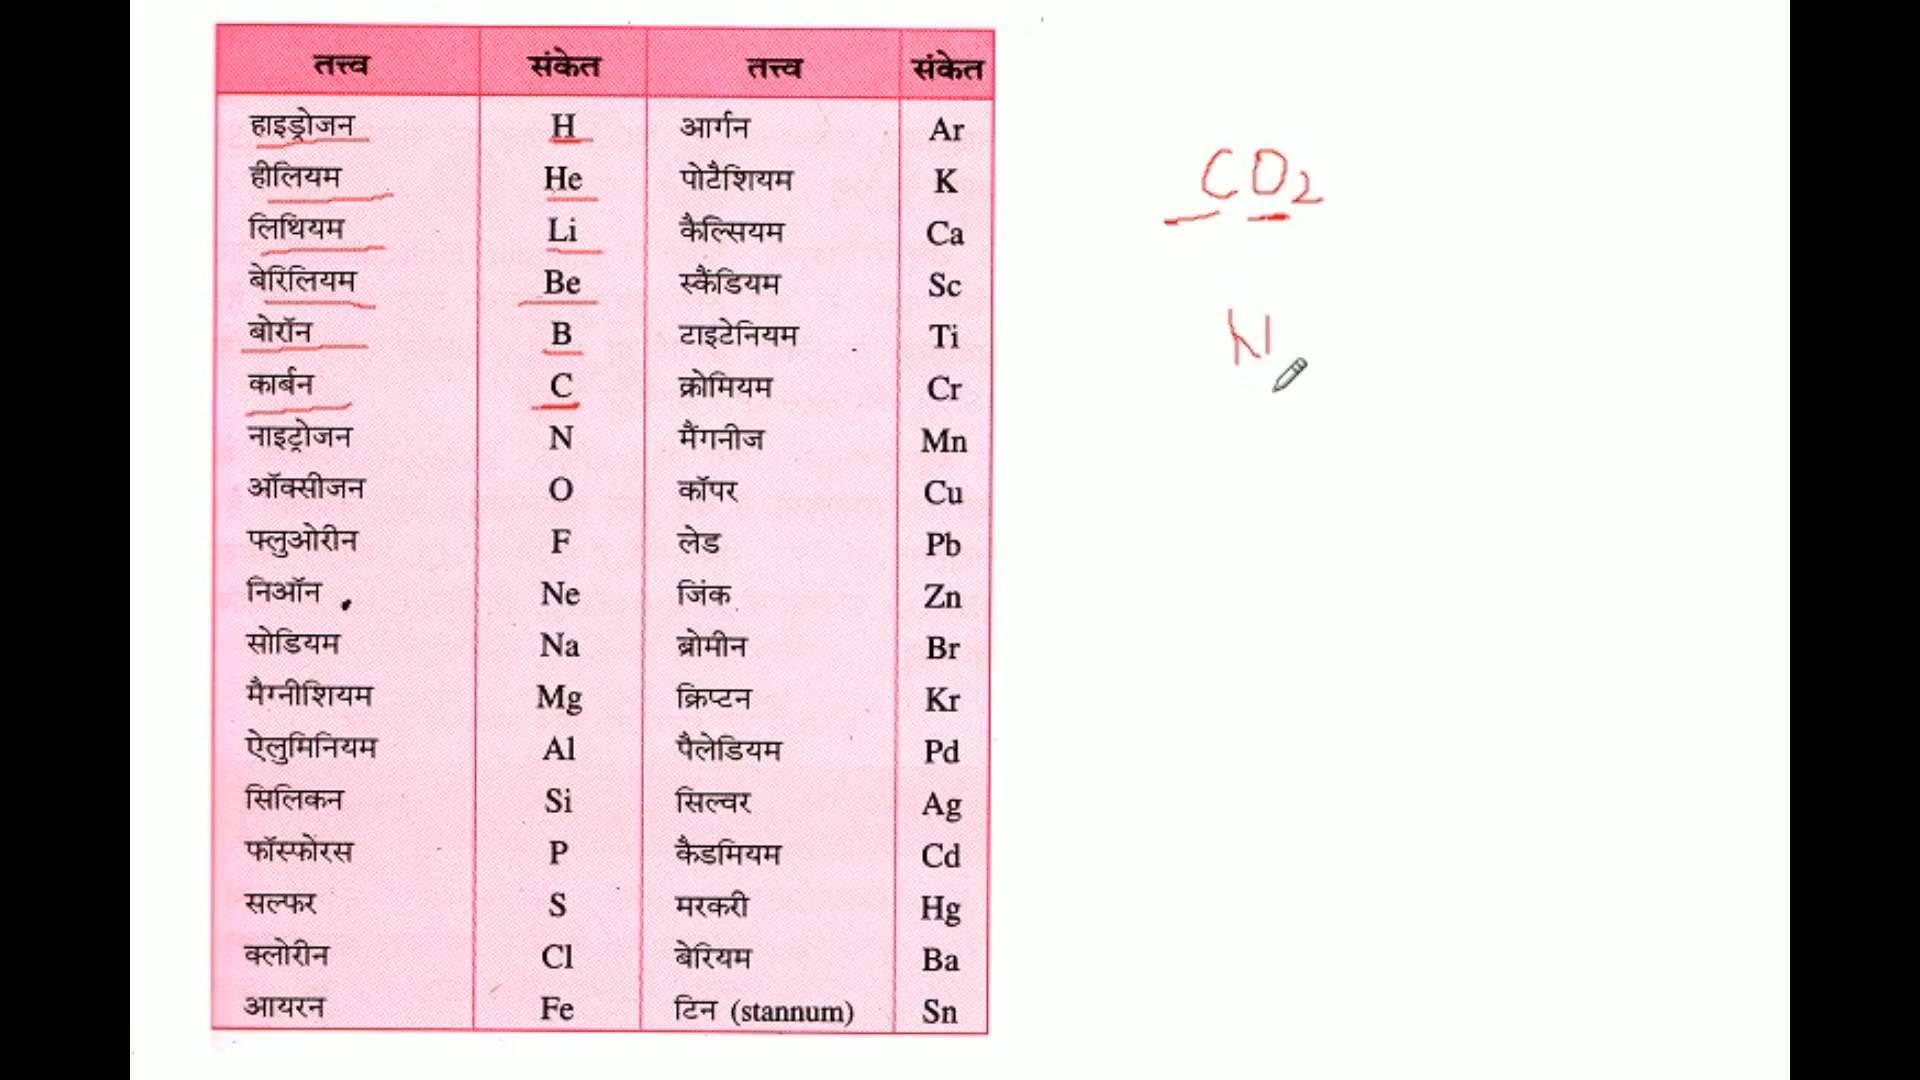 तत्त्व संकेत तत्त्व संकेत
हाइड्रोजन H आर्गन Ar
हीलियम He पोटैशियम K
लिथियम Li कैल्सियम Ca
बेरिलियम Be स्कैंडियम Sc
बोरॉन B टाइटेनियम Ti
कार्बन C क्रोमियम Cr
नाइट्रोजन N मैंगनीज Mn
ऑक्सीजन O कॉपर Cu
फ्लुओरीन F लेड Pb
निऑन Ne जिंक Zn
सोडियम Na ब्रोमीन Br
मैग्नीशियम Mg क्रिप्टन Kr
ऐलुमिनियम Al पैलेडियम Pd
सिलिकन Si सिल्वर Ag
फॉस्फोरस P कैडमियम Cd
सल्फर S मरकरी Hg
क्लोरीन Cl बेरियम Ba
आयरन Fe टिन (stannum) Sn
CO₂
N